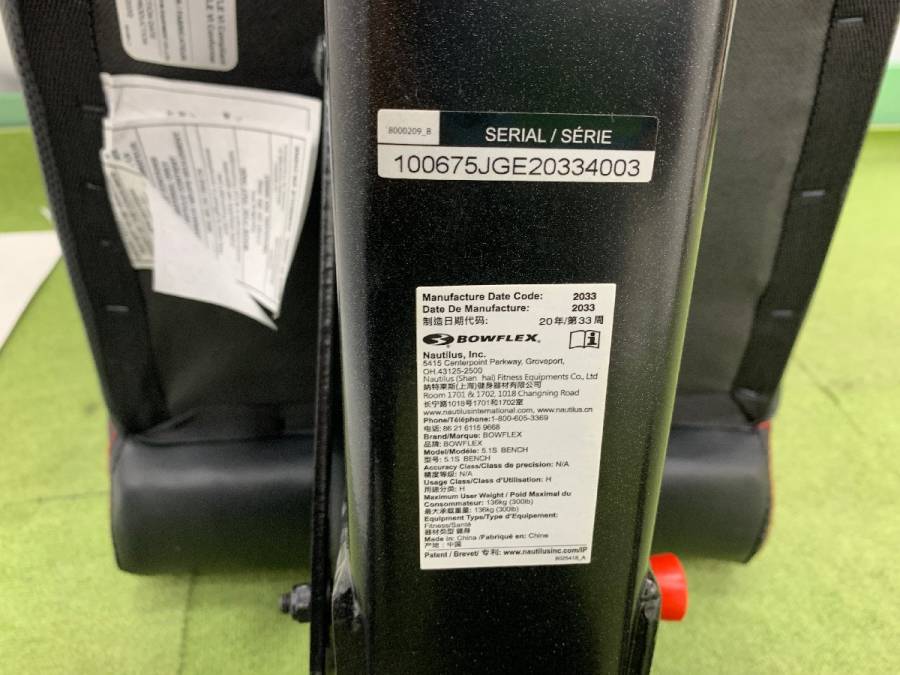 8000209_B
SERIAL / SÉRIE
100675JGE20334003
Manufacture Date Code: 2033
Date De Manufacture: 2033
制造日期代码: 20年/第33周
BOWFLEX
Nautilus, Inc.
5415 Centerpoint Parkway, Groveport,
OH.43125-2500
Nautilus (Shan hai) Fitness Equipments Co., Ltd
納特莱斯(上海)健身器材有限公司
Room 1701 & 1702, 1018 Changning Road
长宁路1018号1701和1702室
www.nautilusinternational.com, www.nautilus.cn
Phone/Téléphone:1-800-605-3369
电话: 86 21 6115 9668
Brand/Marque: BOWFLEX
品牌: BOWFLEX
Model/Modèle: 5.1S BENCH
型号: 5.1S BENCH
Accuracy Class/Class de precision: N/A
精度等级: N/A
Usage Class/Class d'Utilisation: H
用途分类: H
Maximum User Weight / Poid Maximal du
Consommateur: 136kg (300lb)
最大承载重量: 136kg (300lb)
Equipment Type/Type d'Equipement:
Fitness/Santé
器材类型 健身
Made in: China /Fabriqué en: Chine
产地: 中国
Patent / Brevet/ 专利: www.nautilusinc.com/IP
8025418_A